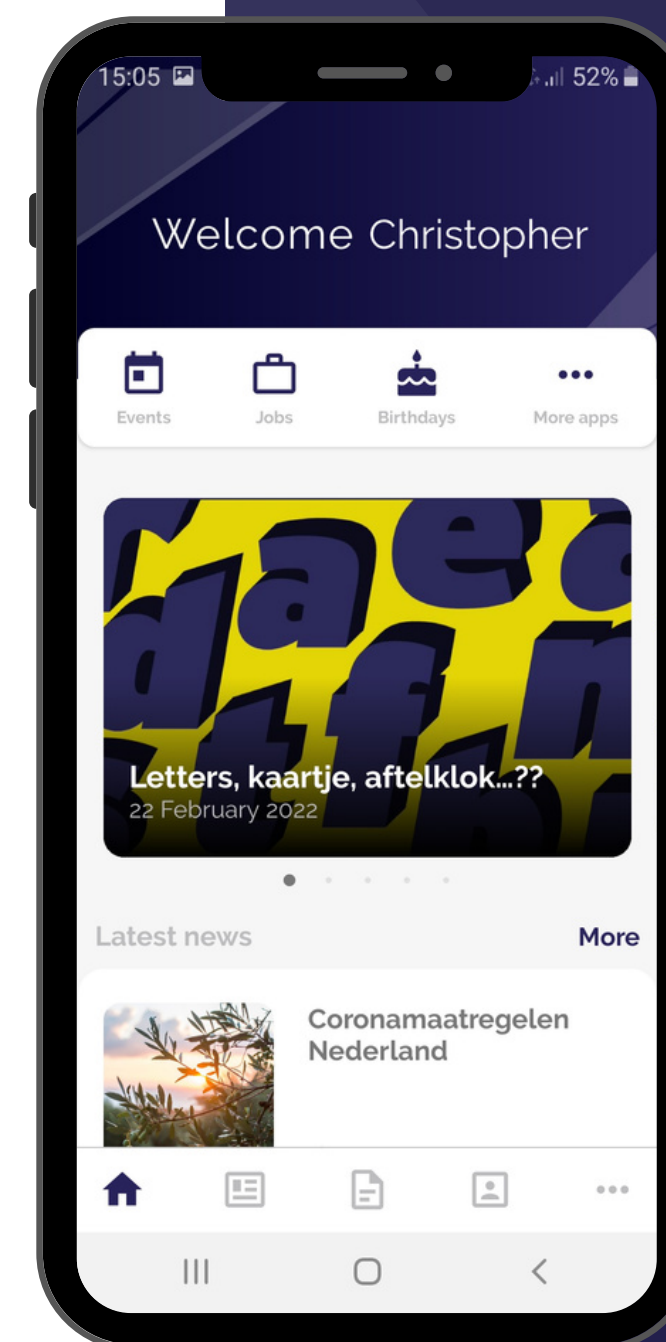 15:05
52%
Welcome Christopher
Events Jobs Birthdays More apps
Letters, kaartje, aftelklok...??
22 February 2022
Latest news More
Coronamaatregelen
Nederland